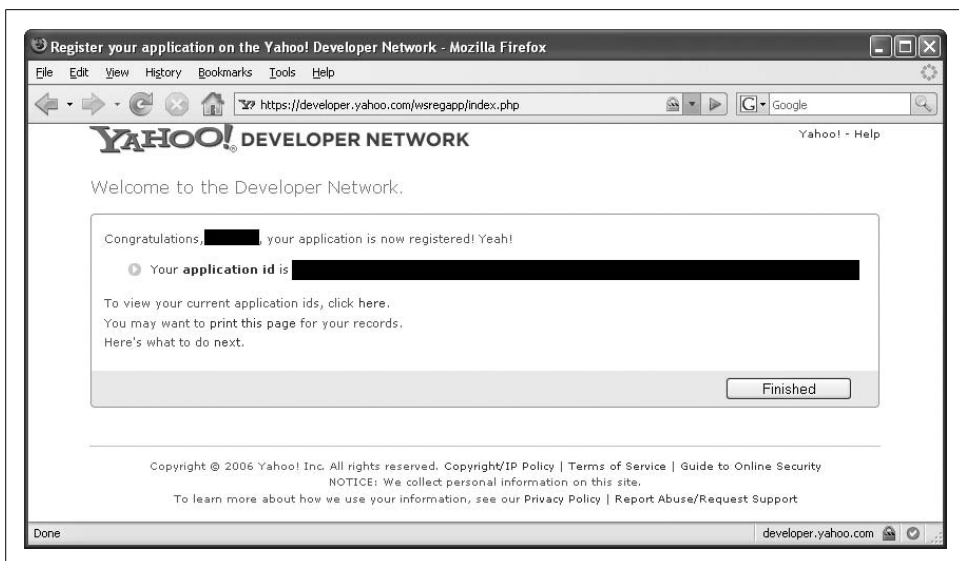 Register your application on the Yahoo! Developer Network - Mozilla Firefox
File Edit View History Bookmarks Tools Help
Y? https://developer.yahoo.com/wsregapp/index.php G Google
YAHOO!® DEVELOPER NETWORK Yahoo! - Help
Welcome to the Developer Network.
Congratulations, , your application is now registered! Yeah!
Your application id is
To view your current application ids, click here.
You may want to print this page for your records.
Here's what to do next.
Finished
Copyright © 2006 Yahoo! Inc. All rights reserved. Copyright/IP Policy | Terms of Service | Guide to Online Security
NOTICE: We collect personal information on this site.
To learn more about how we use your information, see our Privacy Policy | Report Abuse/Request Support
Done developer.yahoo.com